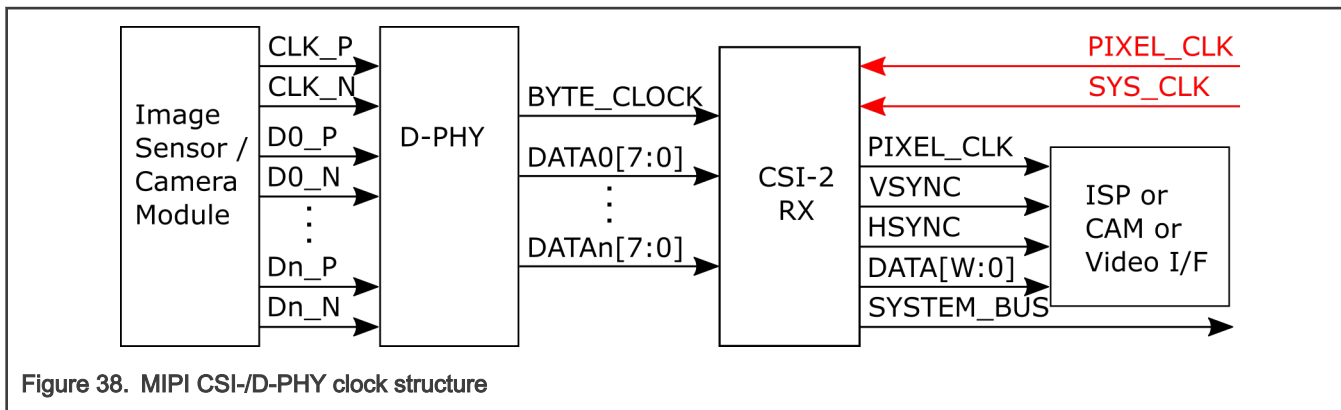 CLK_P
CLK_N
D0_P
D0_N
Dn_P
Dn_N
Image
Sensor /
Camera
Module
D-PHY
BYTE_CLOCK
DATA0[7:0]
DATAn[7:0]
CSI-2
RX
PIXEL_CLK
SYS_CLK
PIXEL_CLK
VSYNC
HSYNC
DATA[W:0]
SYSTEM_BUS
ISP or
CAM or
Video I/F
Figure 38. MIPI CSI-/D-PHY clock structure